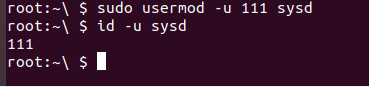 root:~\ $ sudo usermod -u 111 sysd
root:~\ $ id -u sysd
111
root:~\ $